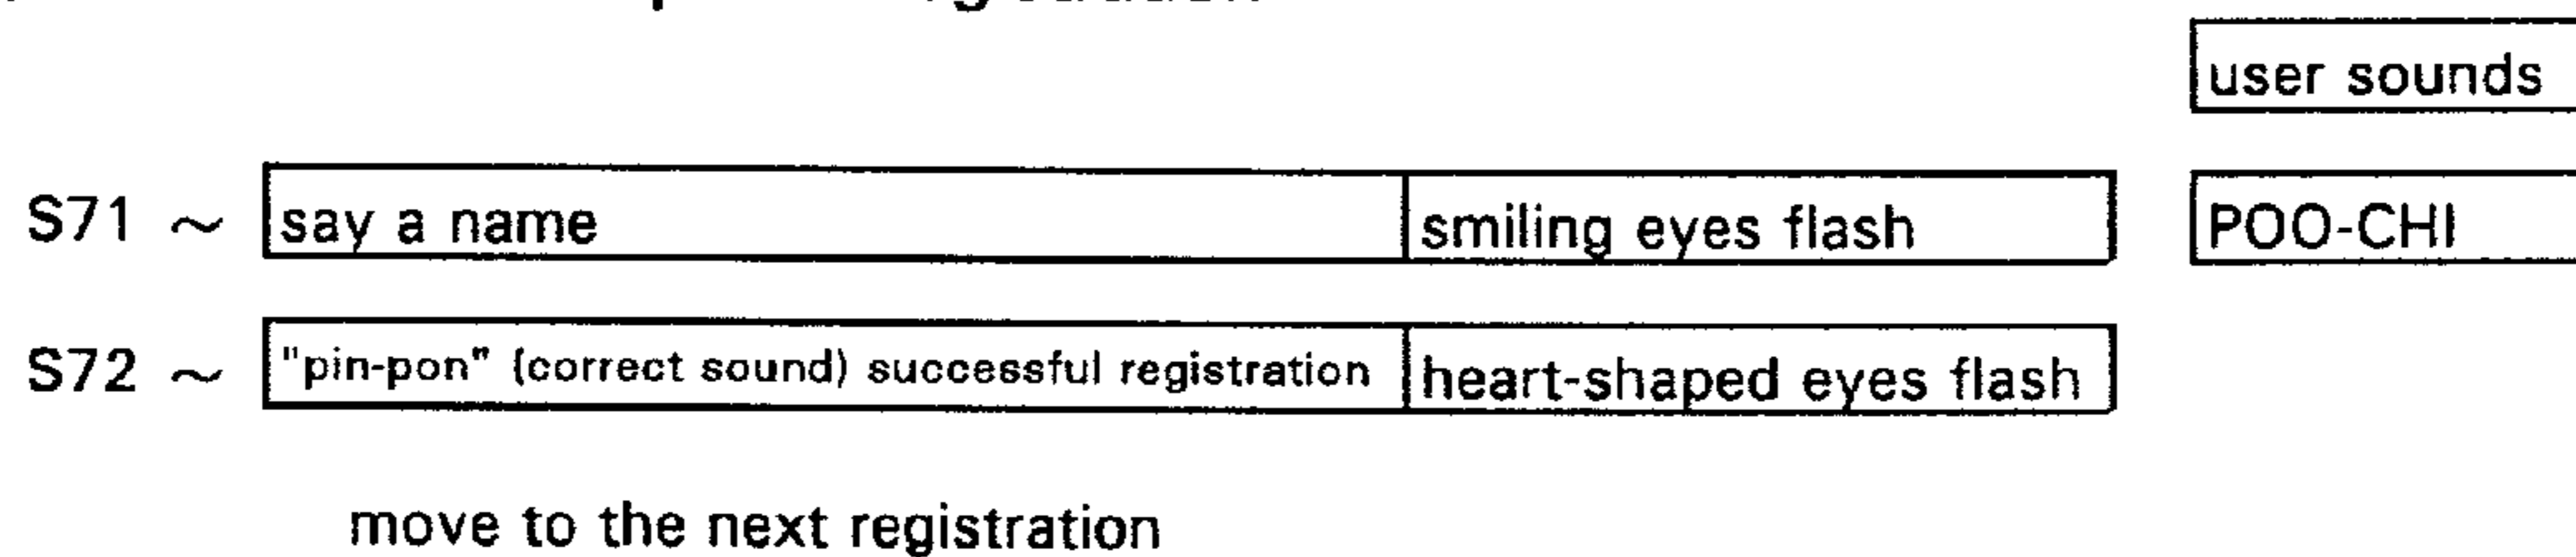 user sounds
S71 ~ say a name smiling eyes flash POO-CHI
S72 ~ "pin-pon" (correct sound) successful registration heart-shaped eyes flash
move to the next registration